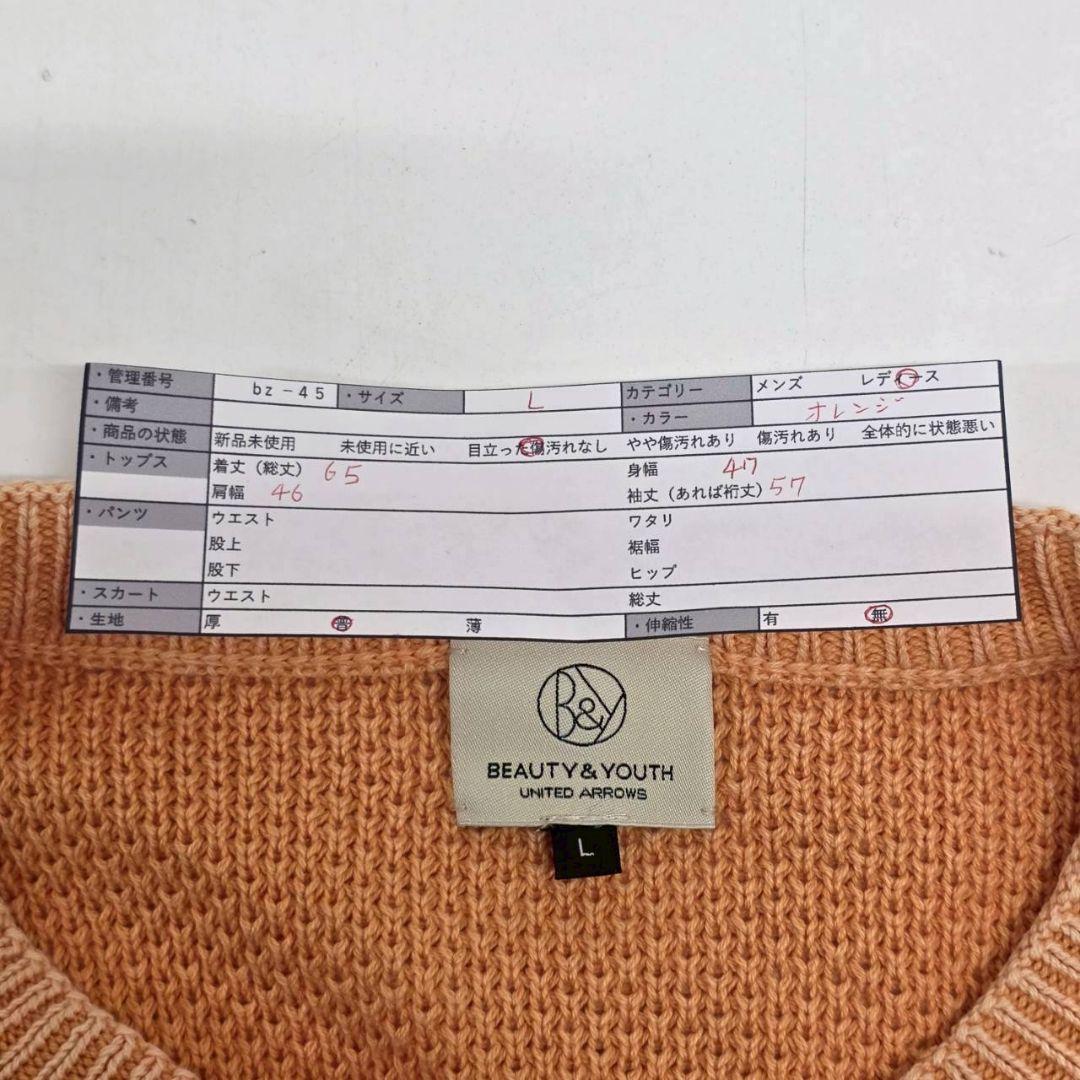 ・管理番号 bz-45 ・サイズ L カテゴリー メンズ レディース
・備考 ・カラー オレンジ
・商品の状態 新品未使用 未使用に近い 目立った傷汚れなし やや傷汚れあり 傷汚れあり 全体的に状態悪い
・トップス 着丈（総丈） 65 身幅 47
肩幅 46 袖丈（あれば裄丈） 57
・パンツ ウエスト ワタリ
股上 裾幅
股下 ヒップ
・スカート ウエスト 総丈
・生地 厚 普 薄 ・伸縮性 有 無
B&Y
BEAUTY&YOUTH
UNITED ARROWS
L